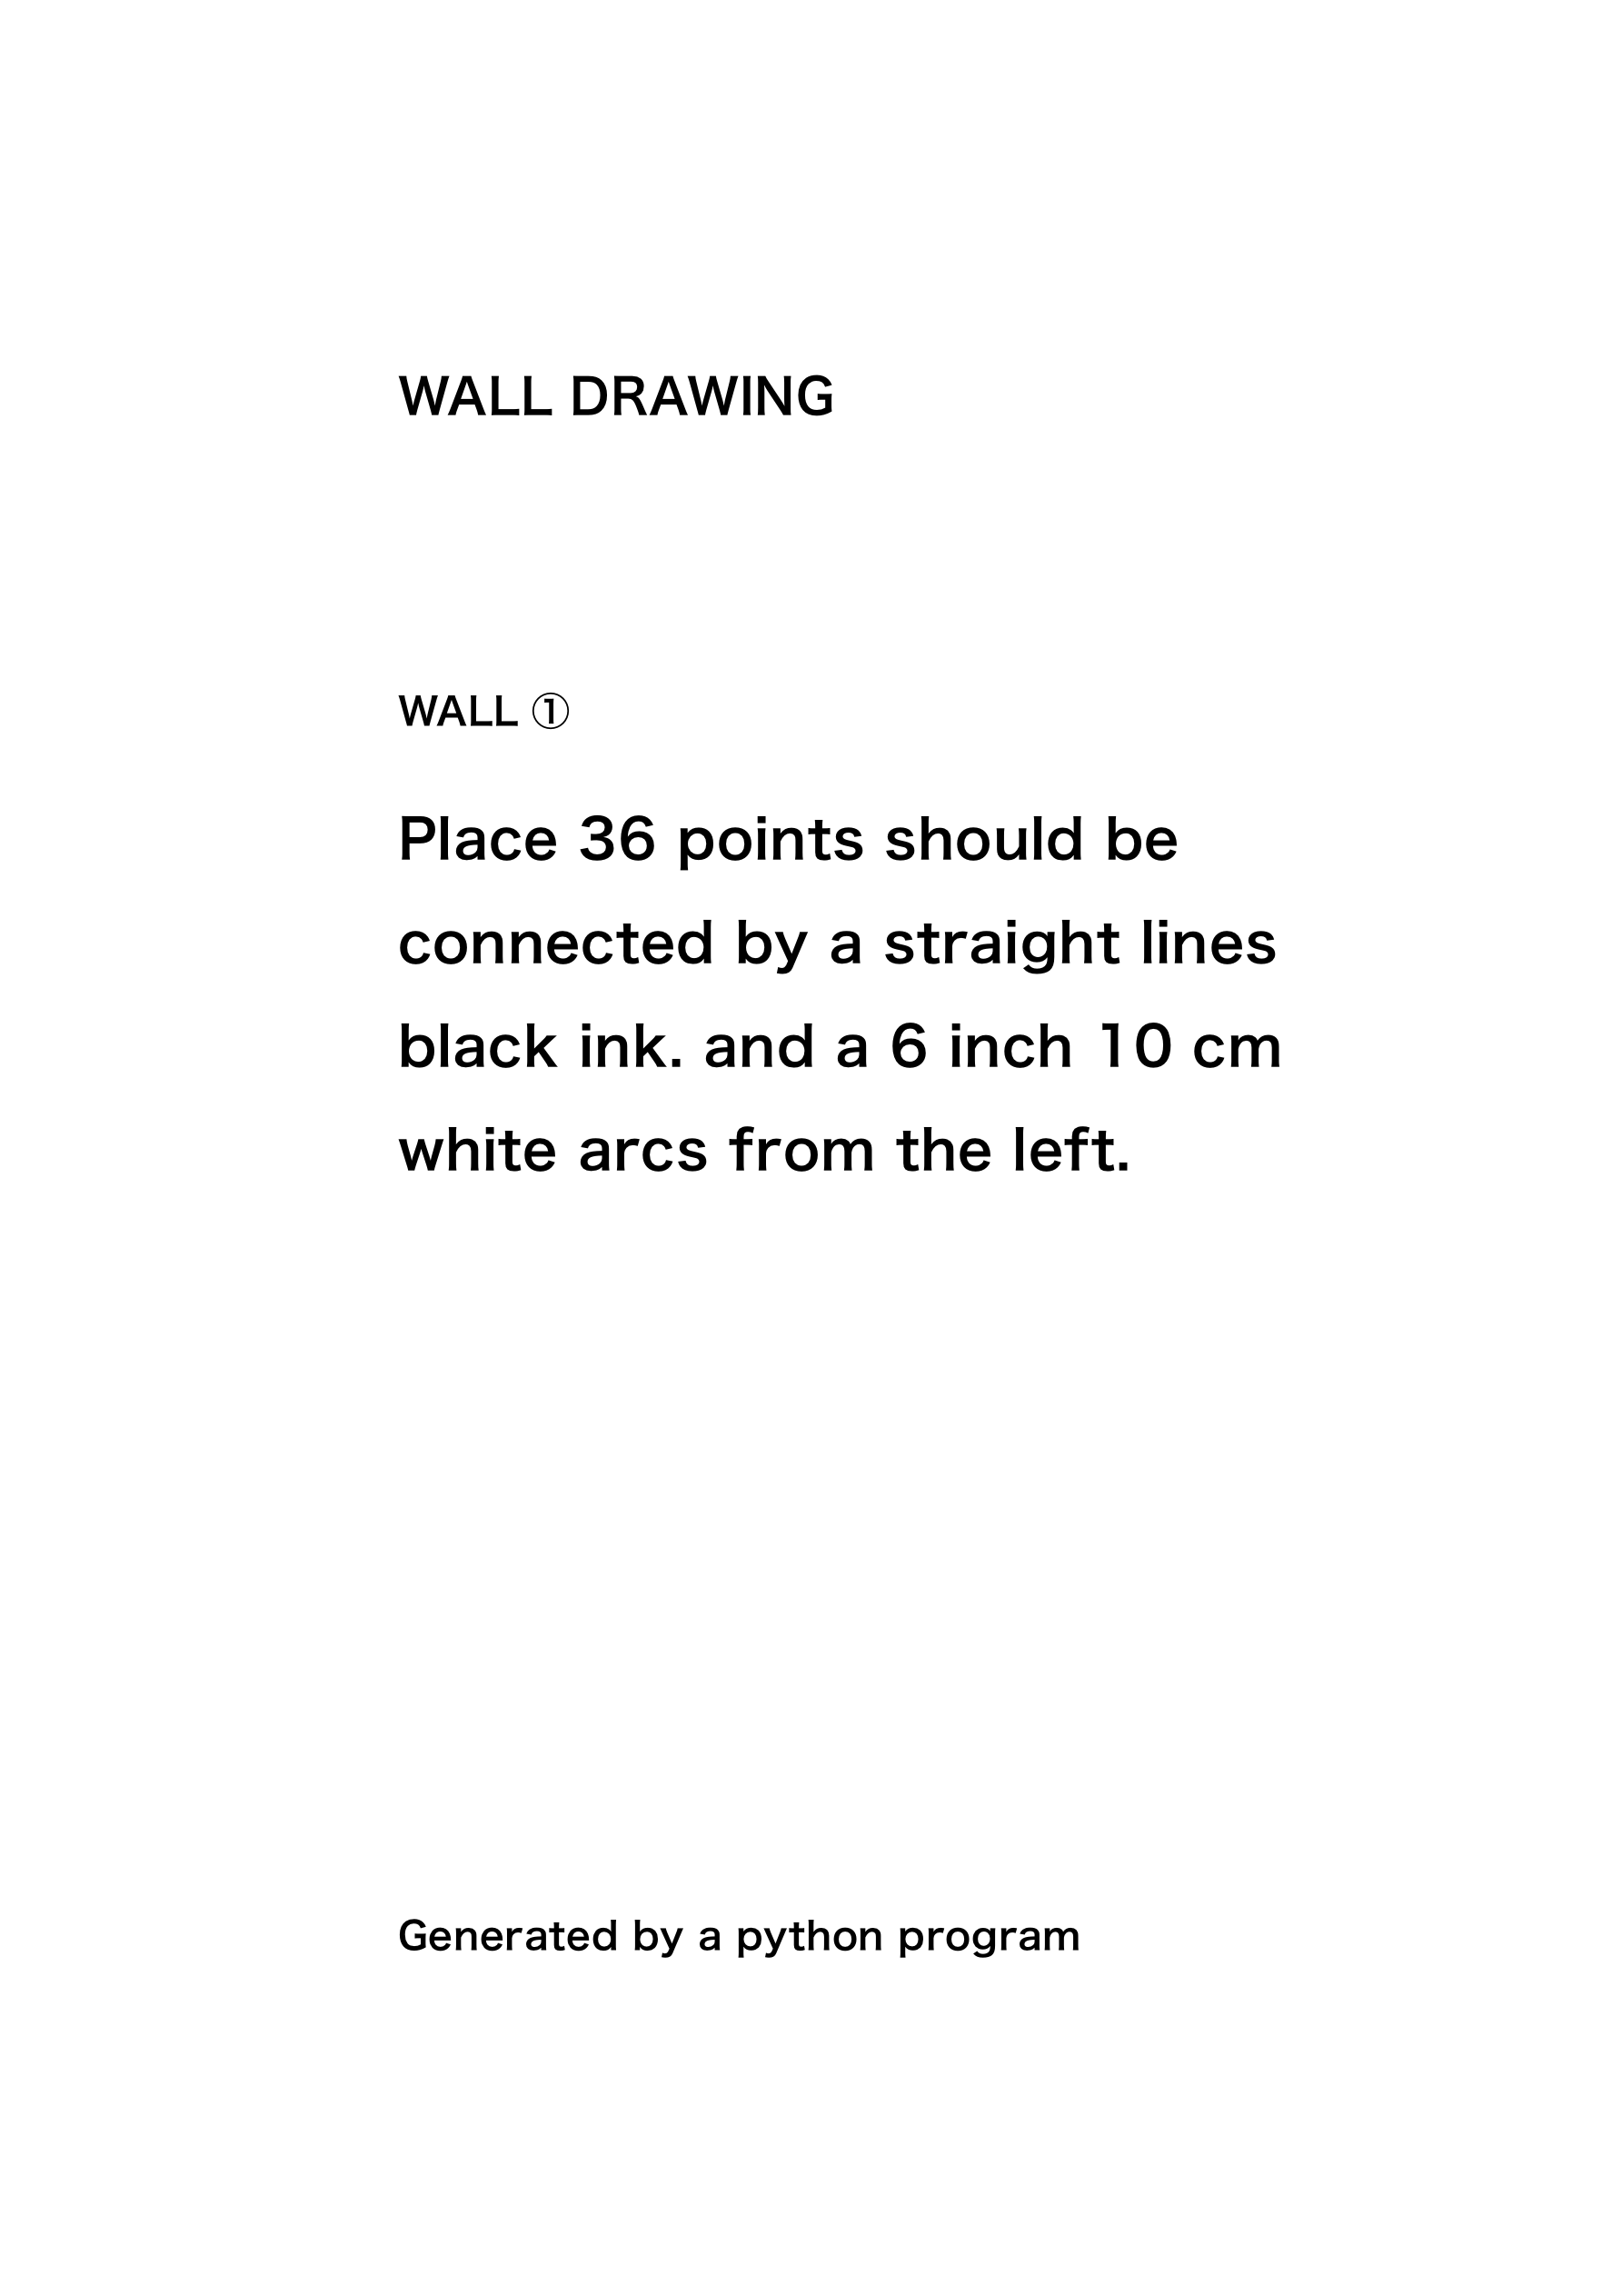 WALL DRAWING
WALL ①
Place 36 points should be
connected by a straight lines
black ink. and a 6 inch 10 cm
white arcs from the left.
Generated by a python program